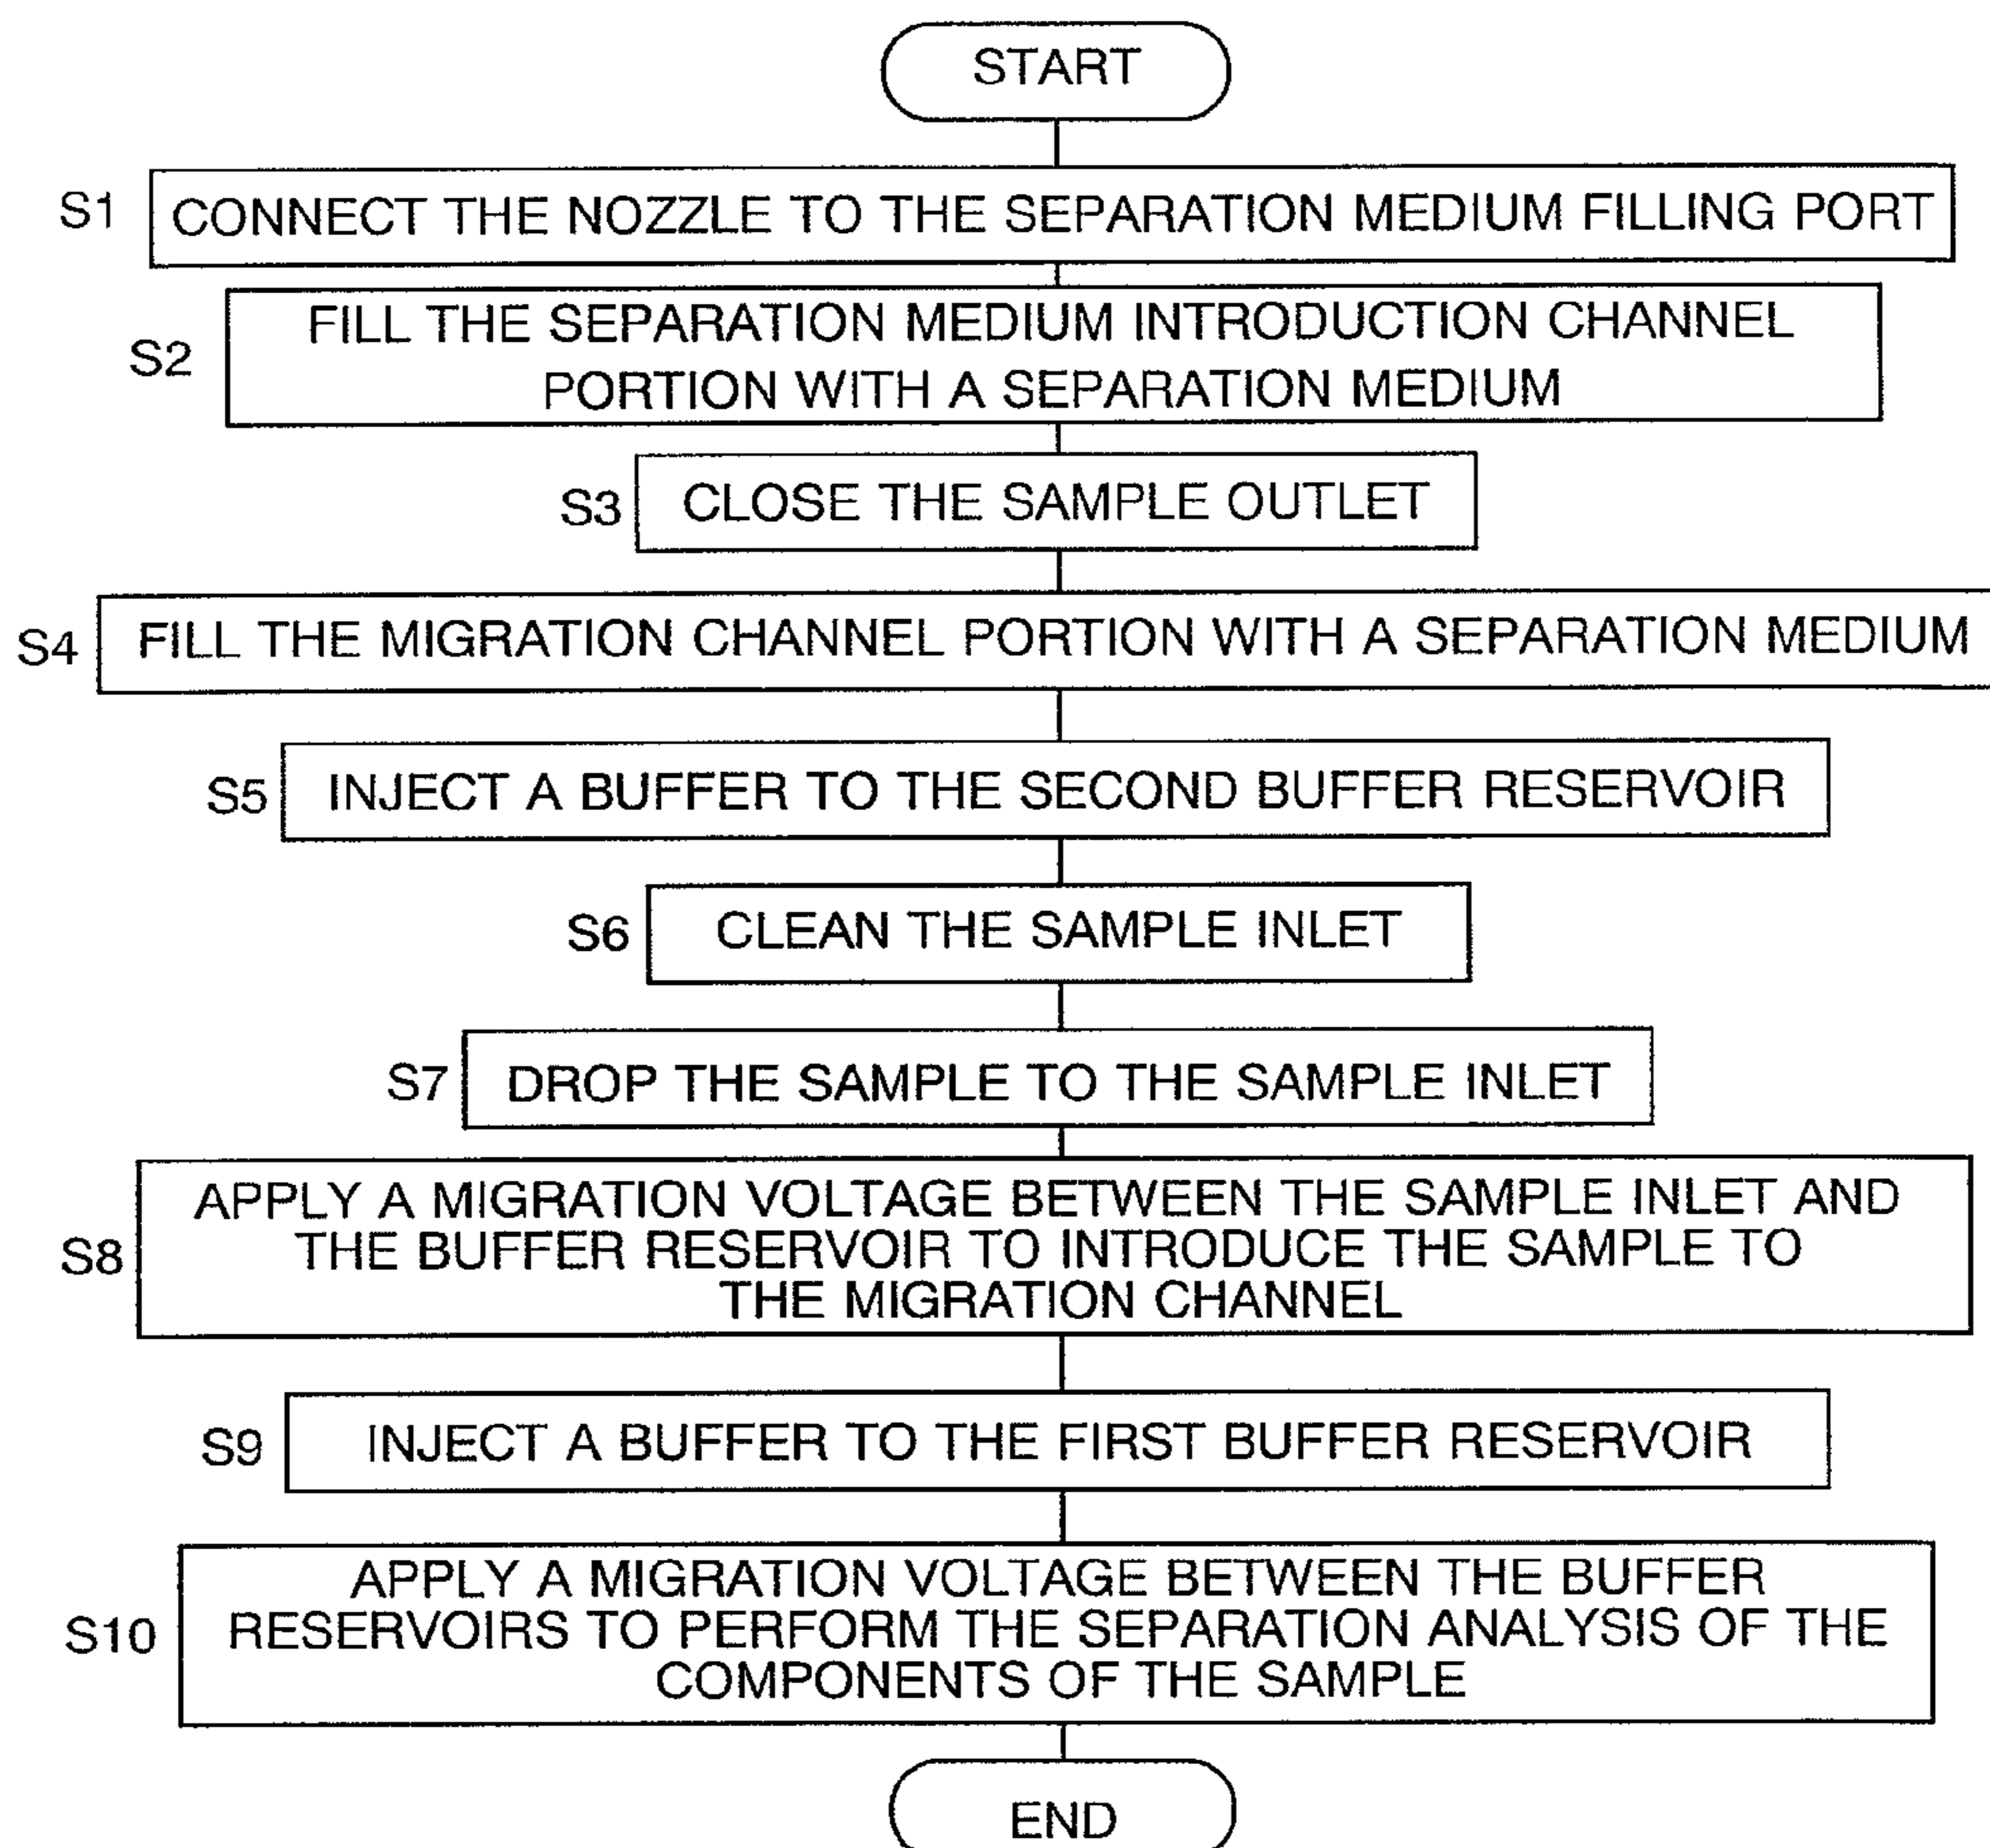 START
S1
CONNECT THE NOZZLE TO THE SEPARATION MEDIUM FILLING PORT
S2
FILL THE SEPARATION MEDIUM INTRODUCTION CHANNEL
PORTION WITH A SEPARATION MEDIUM
S3
CLOSE THE SAMPLE OUTLET
S4
FILL THE MIGRATION CHANNEL PORTION WITH A SEPARATION MEDIUM
S5
INJECT A BUFFER TO THE SECOND BUFFER RESERVOIR
S6
CLEAN THE SAMPLE INLET
S7
DROP THE SAMPLE TO THE SAMPLE INLET
S8
APPLY A MIGRATION VOLTAGE BETWEEN THE SAMPLE INLET AND
THE BUFFER RESERVOIR TO INTRODUCE THE SAMPLE TO
THE MIGRATION CHANNEL
S9
INJECT A BUFFER TO THE FIRST BUFFER RESERVOIR
S10
APPLY A MIGRATION VOLTAGE BETWEEN THE BUFFER
RESERVOIRS TO PERFORM THE SEPARATION ANALYSIS OF THE
COMPONENTS OF THE SAMPLE
END